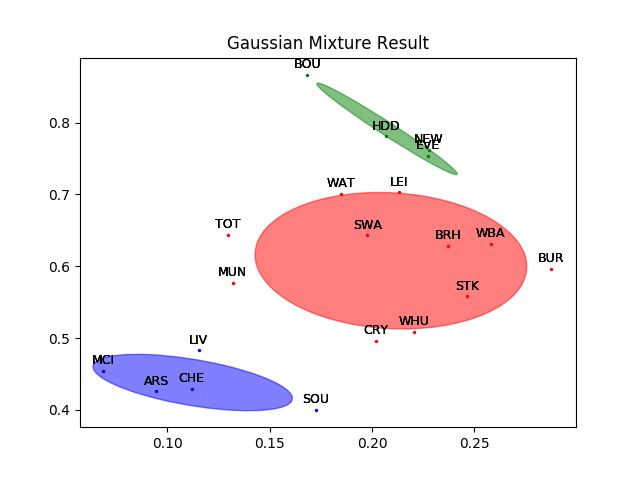 Gaussian Mixture Result
BOU
0.8
HDD
NEW
EVE
WAT
LEI
0.7
TOT
SWA
BRH
WBA
MUN
BUR
0.6
STK
WHU
CRY
0.5
LIV
MCI
ARS
CHE
SOU
0.4
0.10 0.15 0.20 0.25